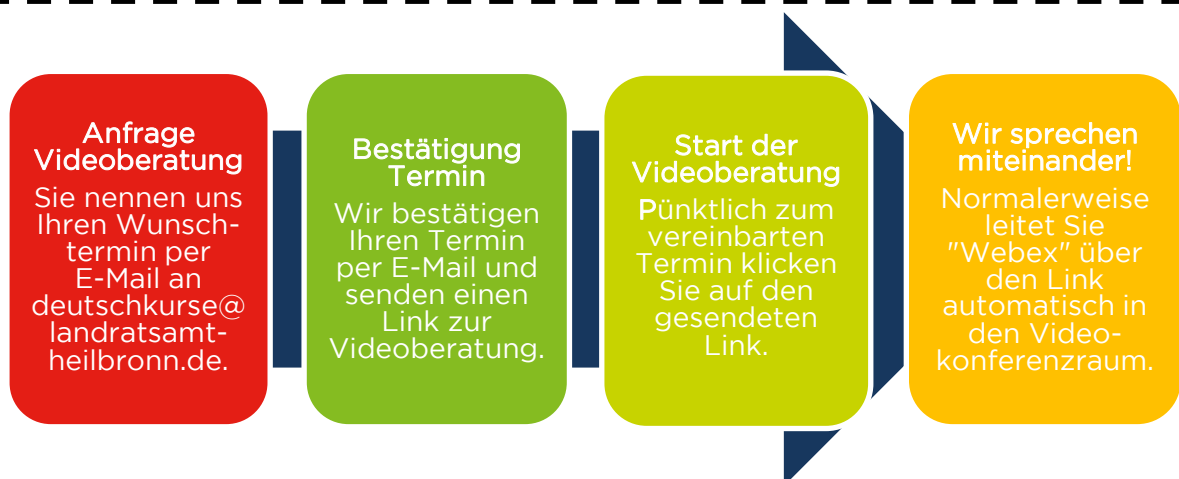 Anfrage
Videoberatung
Sie nennen uns
Ihren Wunsch-
termin per
E-Mail an
deutschkurse@
landratsamt-
heilbronn.de.
Bestätigung
Termin
Wir bestätigen
Ihren Termin
per E-Mail und
senden einen
Link zur
Videoberatung.
Start der
Videoberatung
Pünktlich zum
vereinbarten
Termin klicken
Sie auf den
gesendeten
Link.
Wir sprechen
miteinander!
Normalerweise
leitet Sie
"Webex" über
den Link
automatisch in
den Video-
konferenzraum.